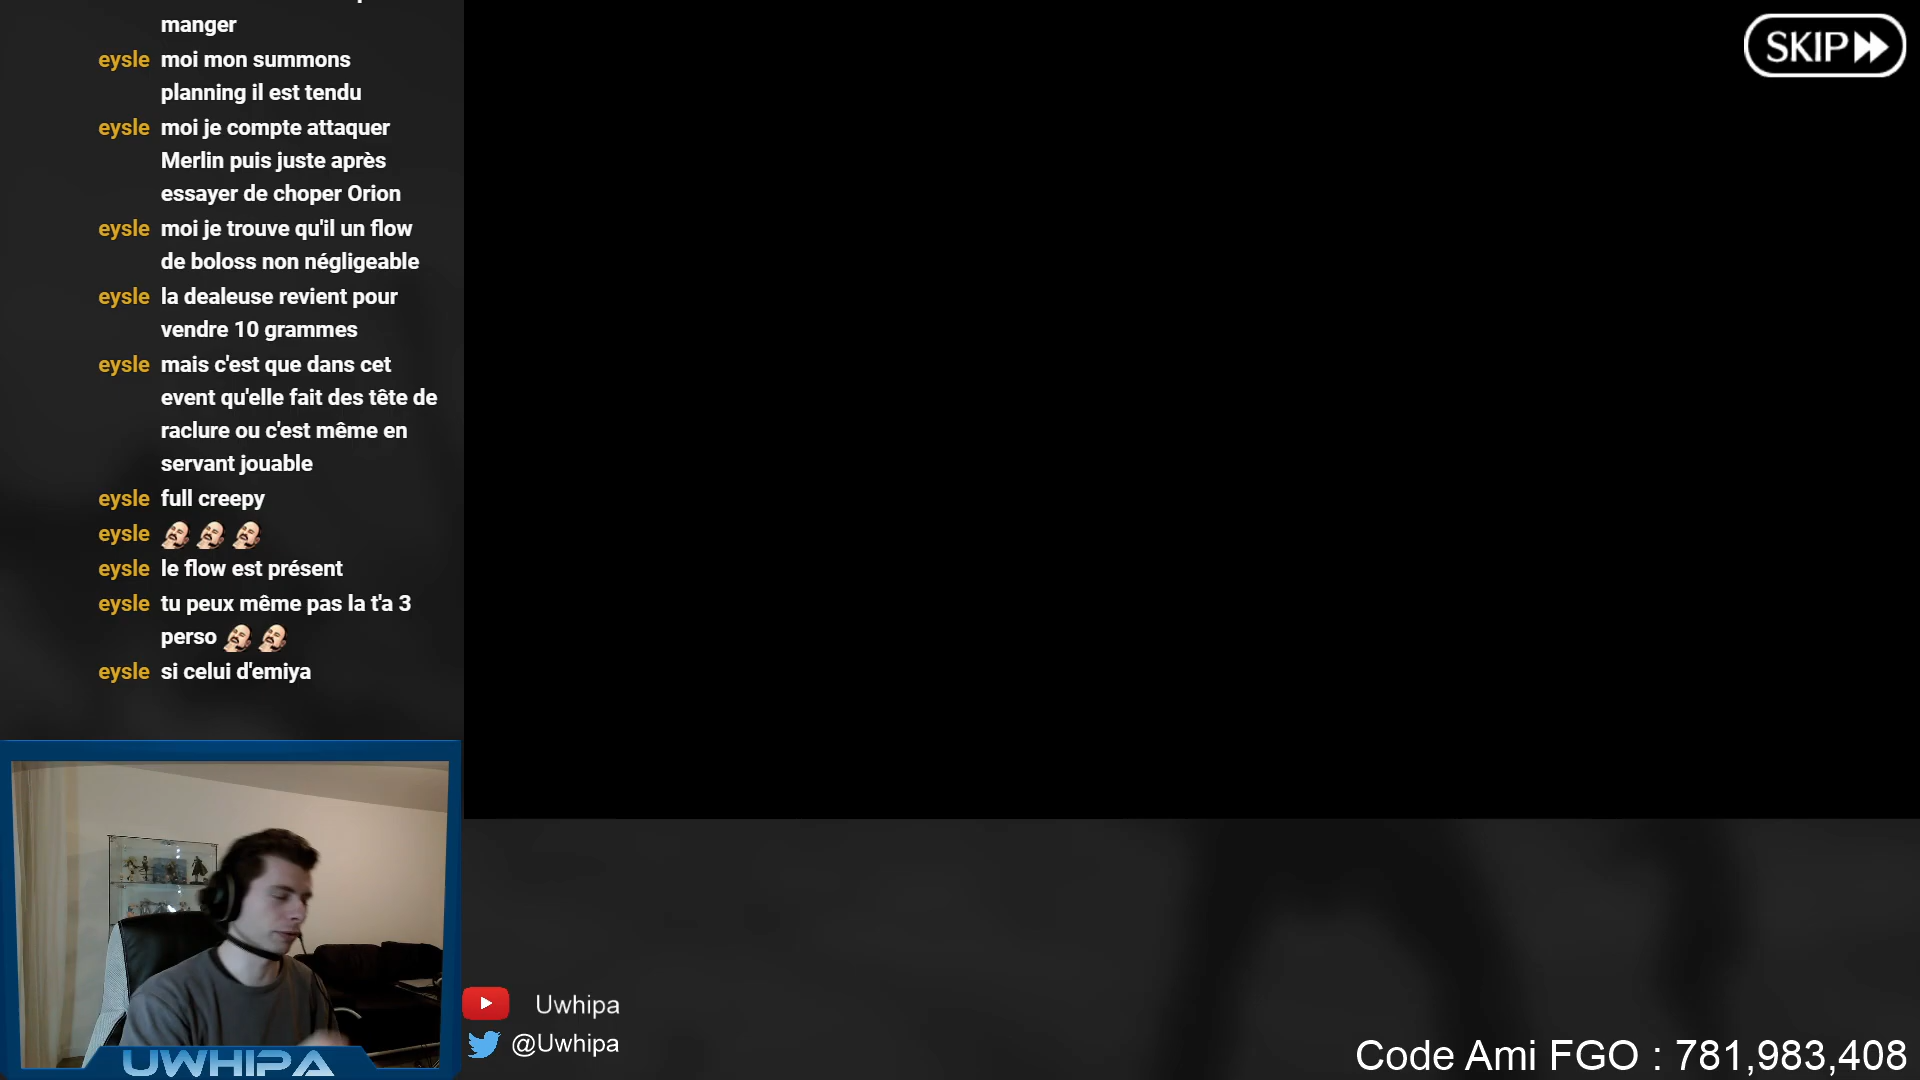 manger
eysle moi mon summons
planning il est tendu
eysle moi je compte attaquer
Merlin puis juste après
essayer de choper Orion
eysle moi je trouve qu'il un flow
de boloss non négligeable
eysle la dealeuse revient pour
vendre 10 grammes
eysle mais c'est que dans cet
event qu'elle fait des tête de
raclure ou c'est même en
servant jouable
eysle full creepy
eysle
eysle le flow est présent
eysle tu peux même pas la t'a 3
perso
eysle si celui d'emiya
SKIP
UWHIPA
Uwhipa
@Uwhipa
Code Ami FGO : 781,983,408